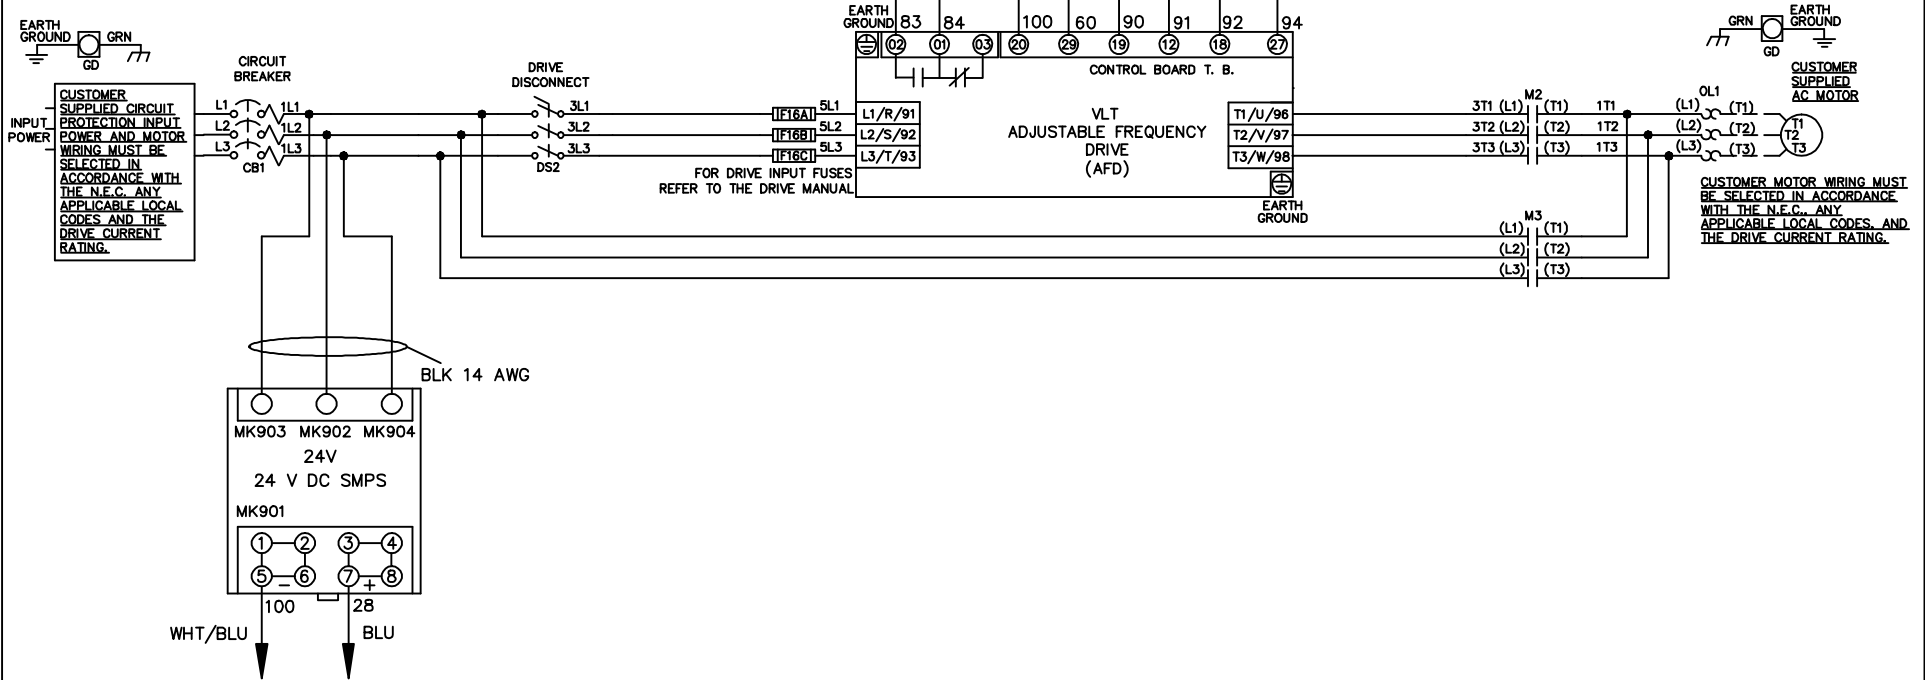 EARTH
GROUND
GRN
GD
INPUT
POWER
CUSTOMER
SUPPLIED CIRCUIT
PROTECTION INPUT
POWER AND MOTOR
WIRING MUST BE
SELECTED IN
ACCORDANCE WITH
THE N.E.C. ANY
APPLICABLE LOCAL
CODES AND THE
DRIVE CURRENT
RATING.
CIRCUIT
BREAKER
L1
L2
L3
1L1
1L2
1L3
CB1
DRIVE
DISCONNECT
3L1
3L2
3L3
DS2
F16A
F16B
F16C
5L1
5L2
5L3
FOR DRIVE INPUT FUSES
REFER TO THE DRIVE MANUAL
EARTH
GROUND
83
84
100
60
90
91
92
94
02
01
03
20
29
19
12
18
27
CONTROL BOARD T. B.
L1/R/91
L2/S/92
L3/T/93
VLT
ADJUSTABLE FREQUENCY
DRIVE
(AFD)
T1/U/96
T2/V/97
T3/W/98
EARTH
GROUND
M2
3T1 (L1) (T1) 1T1
3T2 (L2) (T2) 1T2
3T3 (L3) (T3) 1T3
M3
(L1) (T1)
(L2) (T2)
(L3) (T3)
GRN
EARTH
GROUND
GD
CUSTOMER
SUPPLIED
AC MOTOR
OL1
(L1) (T1)
(L2) (T2)
(L3) (T3)
T1
T2
T3
CUSTOMER MOTOR WIRING MUST
BE SELECTED IN ACCORDANCE
WITH THE N.E.C., ANY
APPLICABLE LOCAL CODES, AND
THE DRIVE CURRENT RATING.
BLK 14 AWG
MK903 MK902 MK904
24V
24 V DC SMPS
MK901
1 2 3 4
5 6 7 8
− +
100
28
WHT/BLU
BLU